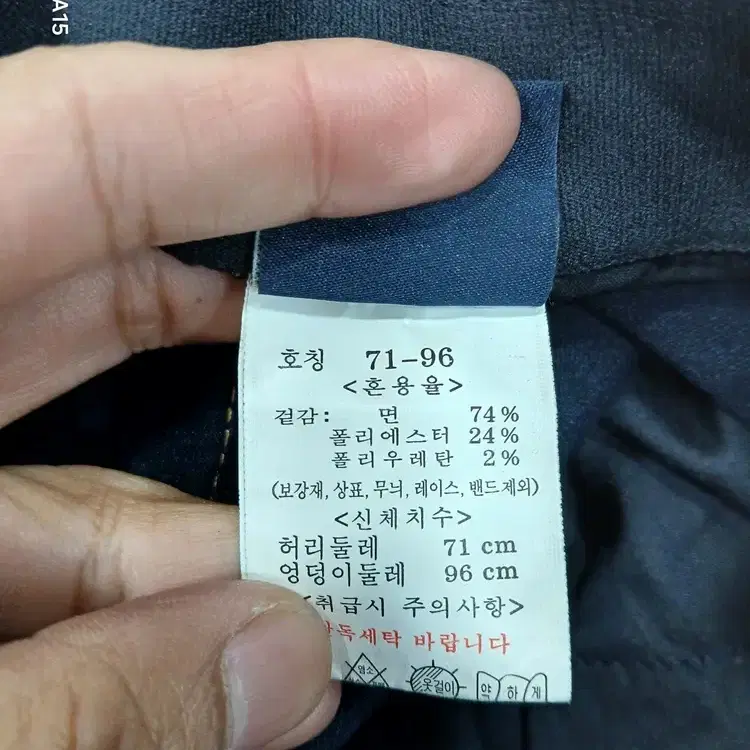 A15
호칭 71-96
<혼용율>
겉감: 면 74%
폴리에스터 24%
폴리우레탄 2%
(보강재, 상표, 무늬, 레이스, 밴드제외)
<신체치수>
허리둘레 71 cm
엉덩이둘레 96 cm
<취급시 주의사항>
단독세탁 바랍니다
염소
옷걸이
약하게